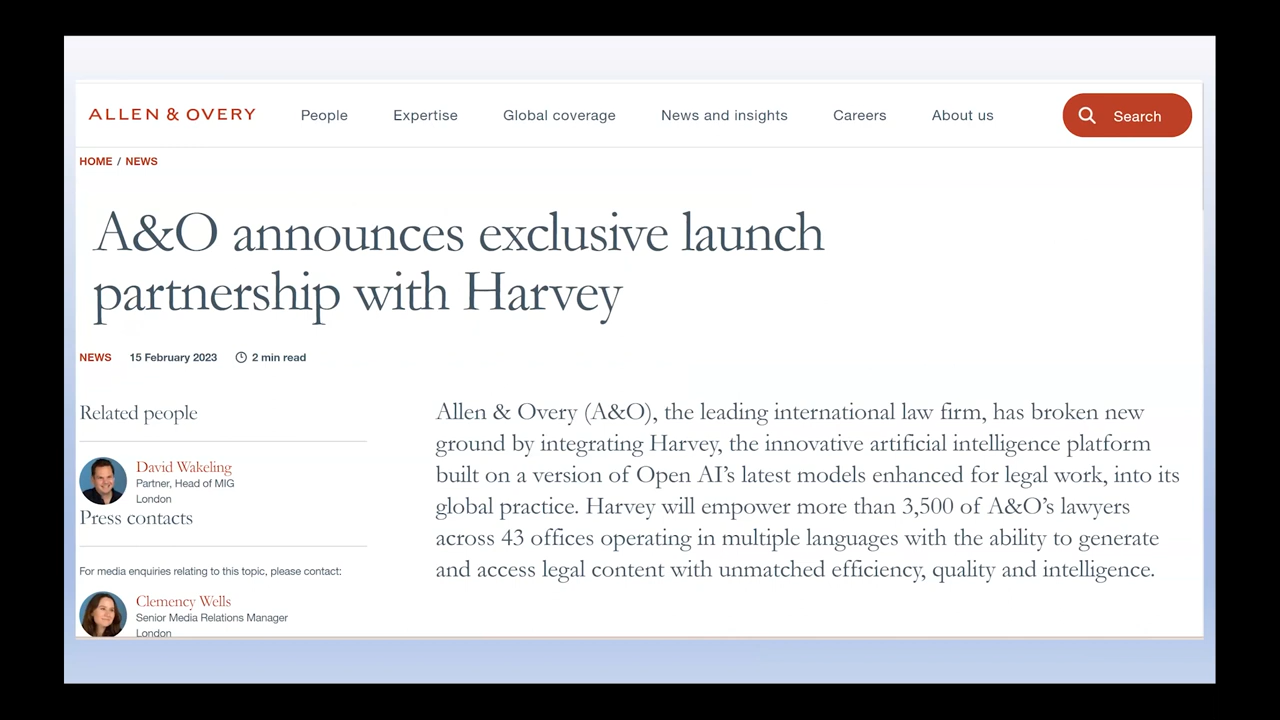 ALLEN & OVERY People Expertise Global coverage News and insights Careers About us Search
HOME / NEWS
A&O announces exclusive launch
partnership with Harvey
NEWS 15 February 2023 2 min read
Related people
David Wakeling
Partner, Head of MIG
London
Press contacts
For media enquiries relating to this topic, please contact:
Clemency Wells
Senior Media Relations Manager
London
Allen & Overy (A&O), the leading international law firm, has broken new
ground by integrating Harvey, the innovative artificial intelligence platform
built on a version of Open AI’s latest models enhanced for legal work, into its
global practice. Harvey will empower more than 3,500 of A&O’s lawyers
across 43 offices operating in multiple languages with the ability to generate
and access legal content with unmatched efficiency, quality and intelligence.